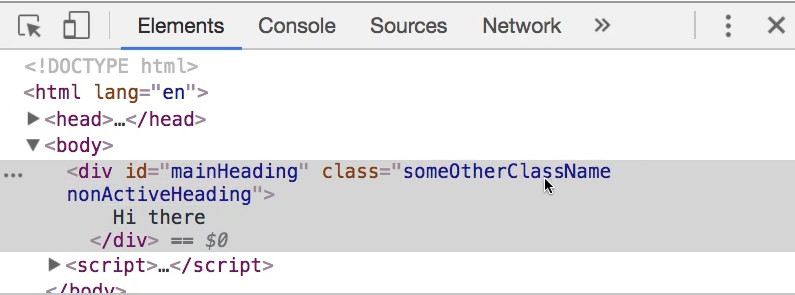 Elements Console Sources Network »
<!DOCTYPE html>
<html lang="en">
▶<head>…</head>
▼<body>
… <div id="mainHeading" class="someOtherClassName
nonActiveHeading">
Hi there
</div> == $0
▶<script>…</script>
</body>